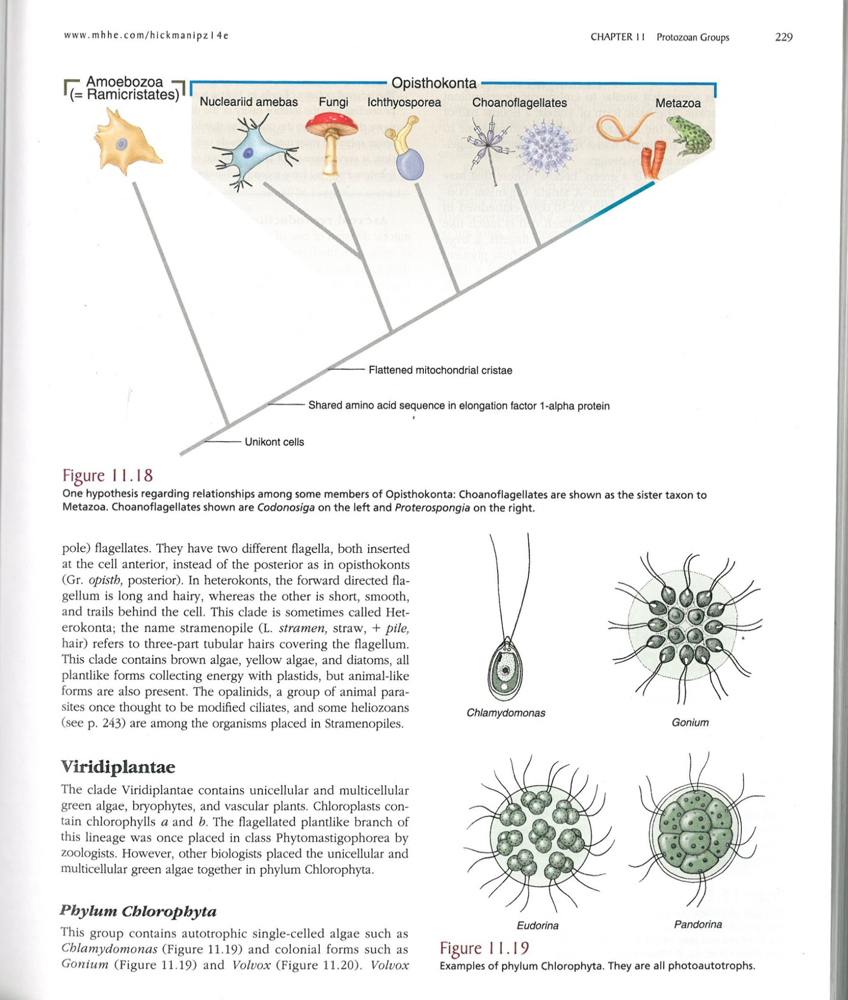 www.mhhe.com/hickmanipz14e
CHAPTER 11 Protozoan Groups 229
Amoebozoa
(= Ramicristates)
Opisthokonta
Nucleariid amebas Fungi Ichthyosporea Choanoflagellates Metazoa
Flattened mitochondrial cristae
Shared amino acid sequence in elongation factor 1-alpha protein
Unikont cells
Figure 11.18
One hypothesis regarding relationships among some members of Opisthokonta: Choanoflagellates are shown as the sister taxon to
Metazoa. Choanoflagellates shown are Codonosiga on the left and Proterospongia on the right.
pole) flagellates. They have two different flagella, both inserted
at the cell anterior, instead of the posterior as in opisthokonts
(Gr. opisth, posterior). In heterokonts, the forward directed fla-
gellum is long and hairy, whereas the other is short, smooth,
and trails behind the cell. This clade is sometimes called Het-
erokonta; the name stramenopile (L. stramen, straw, + pile,
hair) refers to three-part tubular hairs covering the flagellum.
This clade contains brown algae, yellow algae, and diatoms, all
plantlike forms collecting energy with plastids, but animal-like
forms are also present. The opalinids, a group of animal para-
sites once thought to be modified ciliates, and some heliozoans
(see p. 243) are among the organisms placed in Stramenopiles.
Viridiplantae
The clade Viridiplantae contains unicellular and multicellular
green algae, bryophytes, and vascular plants. Chloroplasts con-
tain chlorophylls a and b. The flagellated plantlike branch of
this lineage was once placed in class Phytomastigophorea by
zoologists. However, other biologists placed the unicellular and
multicellular green algae together in phylum Chlorophyta.
Phylum Chlorophyta
This group contains autotrophic single-celled algae such as
Chlamydomonas (Figure 11.19) and colonial forms such as
Gonium (Figure 11.19) and Volvox (Figure 11.20). Volvox
Chlamydomonas
Gonium
Eudorina
Pandorina
Figure 11.19
Examples of phylum Chlorophyta. They are all photoautotrophs.